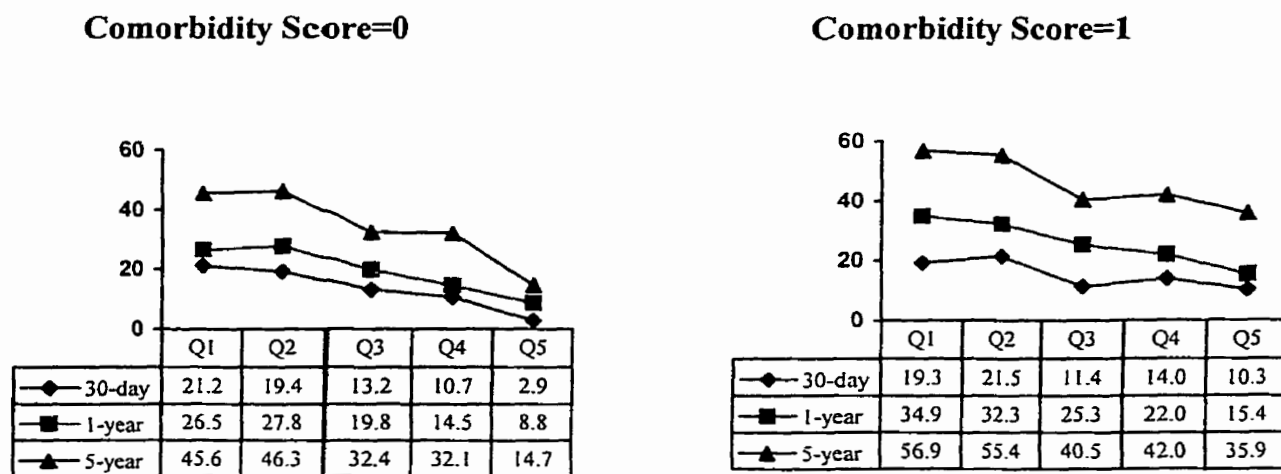 Comorbidity Score=0
60
40
20
0
Q1 Q2 Q3 Q4 Q5
30-day 21.2 19.4 13.2 10.7 2.9
1-year 26.5 27.8 19.8 14.5 8.8
5-year 45.6 46.3 32.4 32.1 14.7
Comorbidity Score=1
60
40
20
0
Q1 Q2 Q3 Q4 Q5
30-day 19.3 21.5 11.4 14.0 10.3
1-year 34.9 32.3 25.3 22.0 15.4
5-year 56.9 55.4 40.5 42.0 35.9